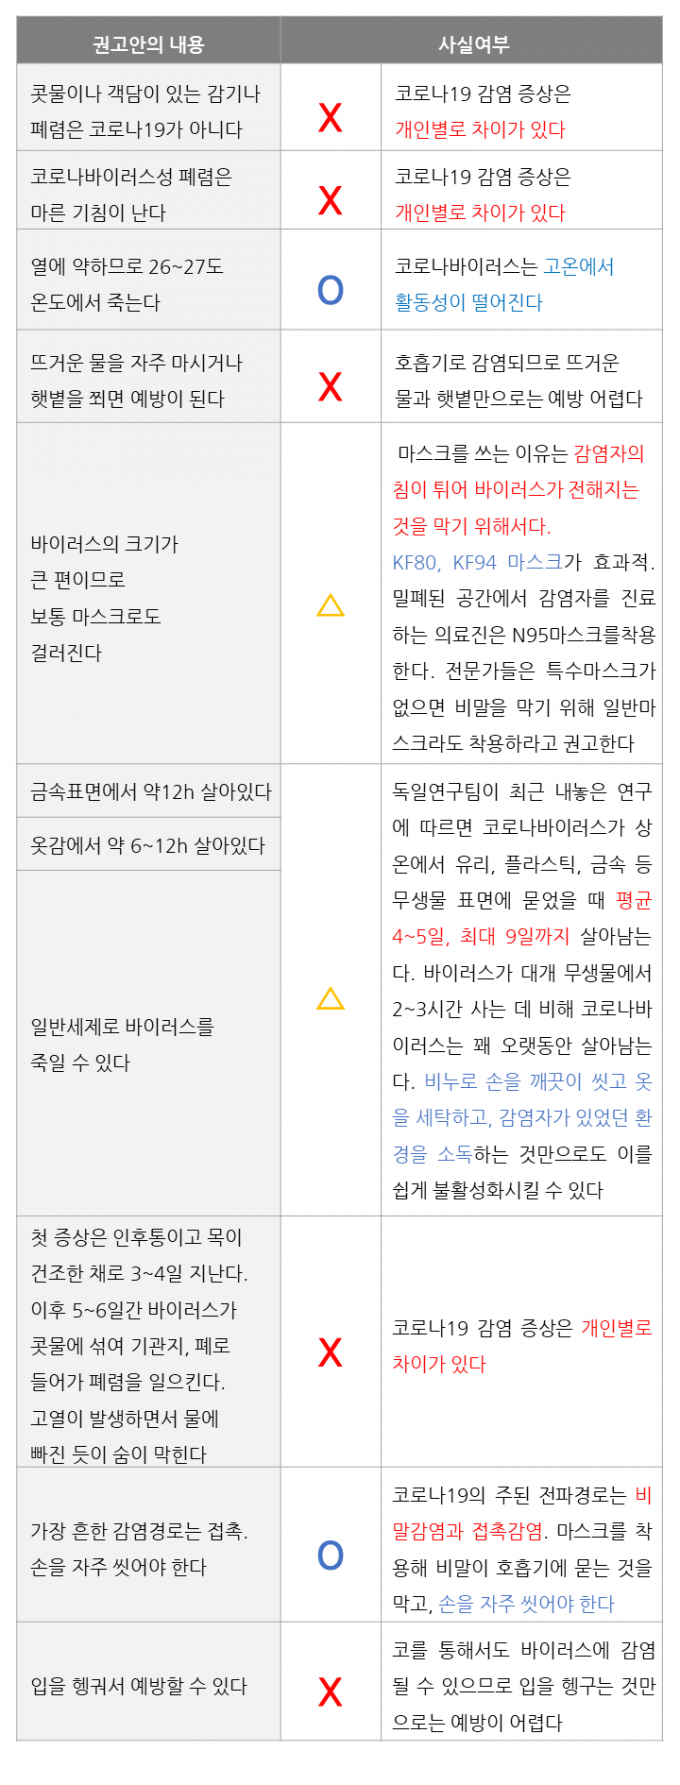 권고안의 내용
사실여부
콧물이나 객담이 있는 감기나
폐렴은 코로나19가 아니다
X
코로나19 감염 증상은
개인별로 차이가 있다
코로나바이러스성 폐렴은
마른 기침이 난다
X
코로나19 감염 증상은
개인별로 차이가 있다
열에 약하므로 26~27도
온도에서 죽는다
O
코로나바이러스는 고온에서
활동성이 떨어진다
뜨거운 물을 자주 마시거나
햇볕을 쬐면 예방이 된다
X
호흡기로 감염되므로 뜨거운
물과 햇볕만으로는 예방 어렵다
바이러스의 크기가
큰 편이므로
보통 마스크로도
걸러진다
△
마스크를 쓰는 이유는 감염자의
침이 튀어 바이러스가 전해지는
것을 막기 위해서다.
KF80, KF94 마스크가 효과적.
밀폐된 공간에서 감염자를 진료
하는 의료진은 N95마스크를착용
한다. 전문가들은 특수마스크가
없으면 비말을 막기 위해 일반마
스크라도 착용하라고 권고한다
금속표면에서 약12h 살아있다
옷감에서 약 6~12h 살아있다
일반세제로 바이러스를
죽일 수 있다
△
독일연구팀이 최근 내놓은 연구
에 따르면 코로나바이러스가 상
온에서 유리, 플라스틱, 금속 등
무생물 표면에 묻었을 때 평균
4~5일, 최대 9일까지 살아남는
다. 바이러스가 대개 무생물에서
2~3시간 사는 데 비해 코로나바
이러스는 꽤 오랫동안 살아남는
다. 비누로 손을 깨끗이 씻고 옷
을 세탁하고, 감염자가 있었던 환
경을 소독하는 것만으로도 이를
쉽게 불활성화시킬 수 있다
첫 증상은 인후통이고 목이
건조한 채로 3~4일 지난다.
이후 5~6일간 바이러스가
콧물에 섞여 기관지, 폐로
들어가 폐렴을 일으킨다.
고열이 발생하면서 물에
빠진 듯이 숨이 막힌다
X
코로나19 감염 증상은 개인별로
차이가 있다
가장 흔한 감염경로는 접촉.
손을 자주 씻어야 한다
O
코로나19의 주된 전파경로는 비
말감염과 접촉감염. 마스크를 착
용해 비말이 호흡기에 묻는 것을
막고, 손을 자주 씻어야 한다
입을 헹궈서 예방할 수 있다
X
코를 통해서도 바이러스에 감염
될 수 있으므로 입을 헹구는 것만
으로는 예방이 어렵다